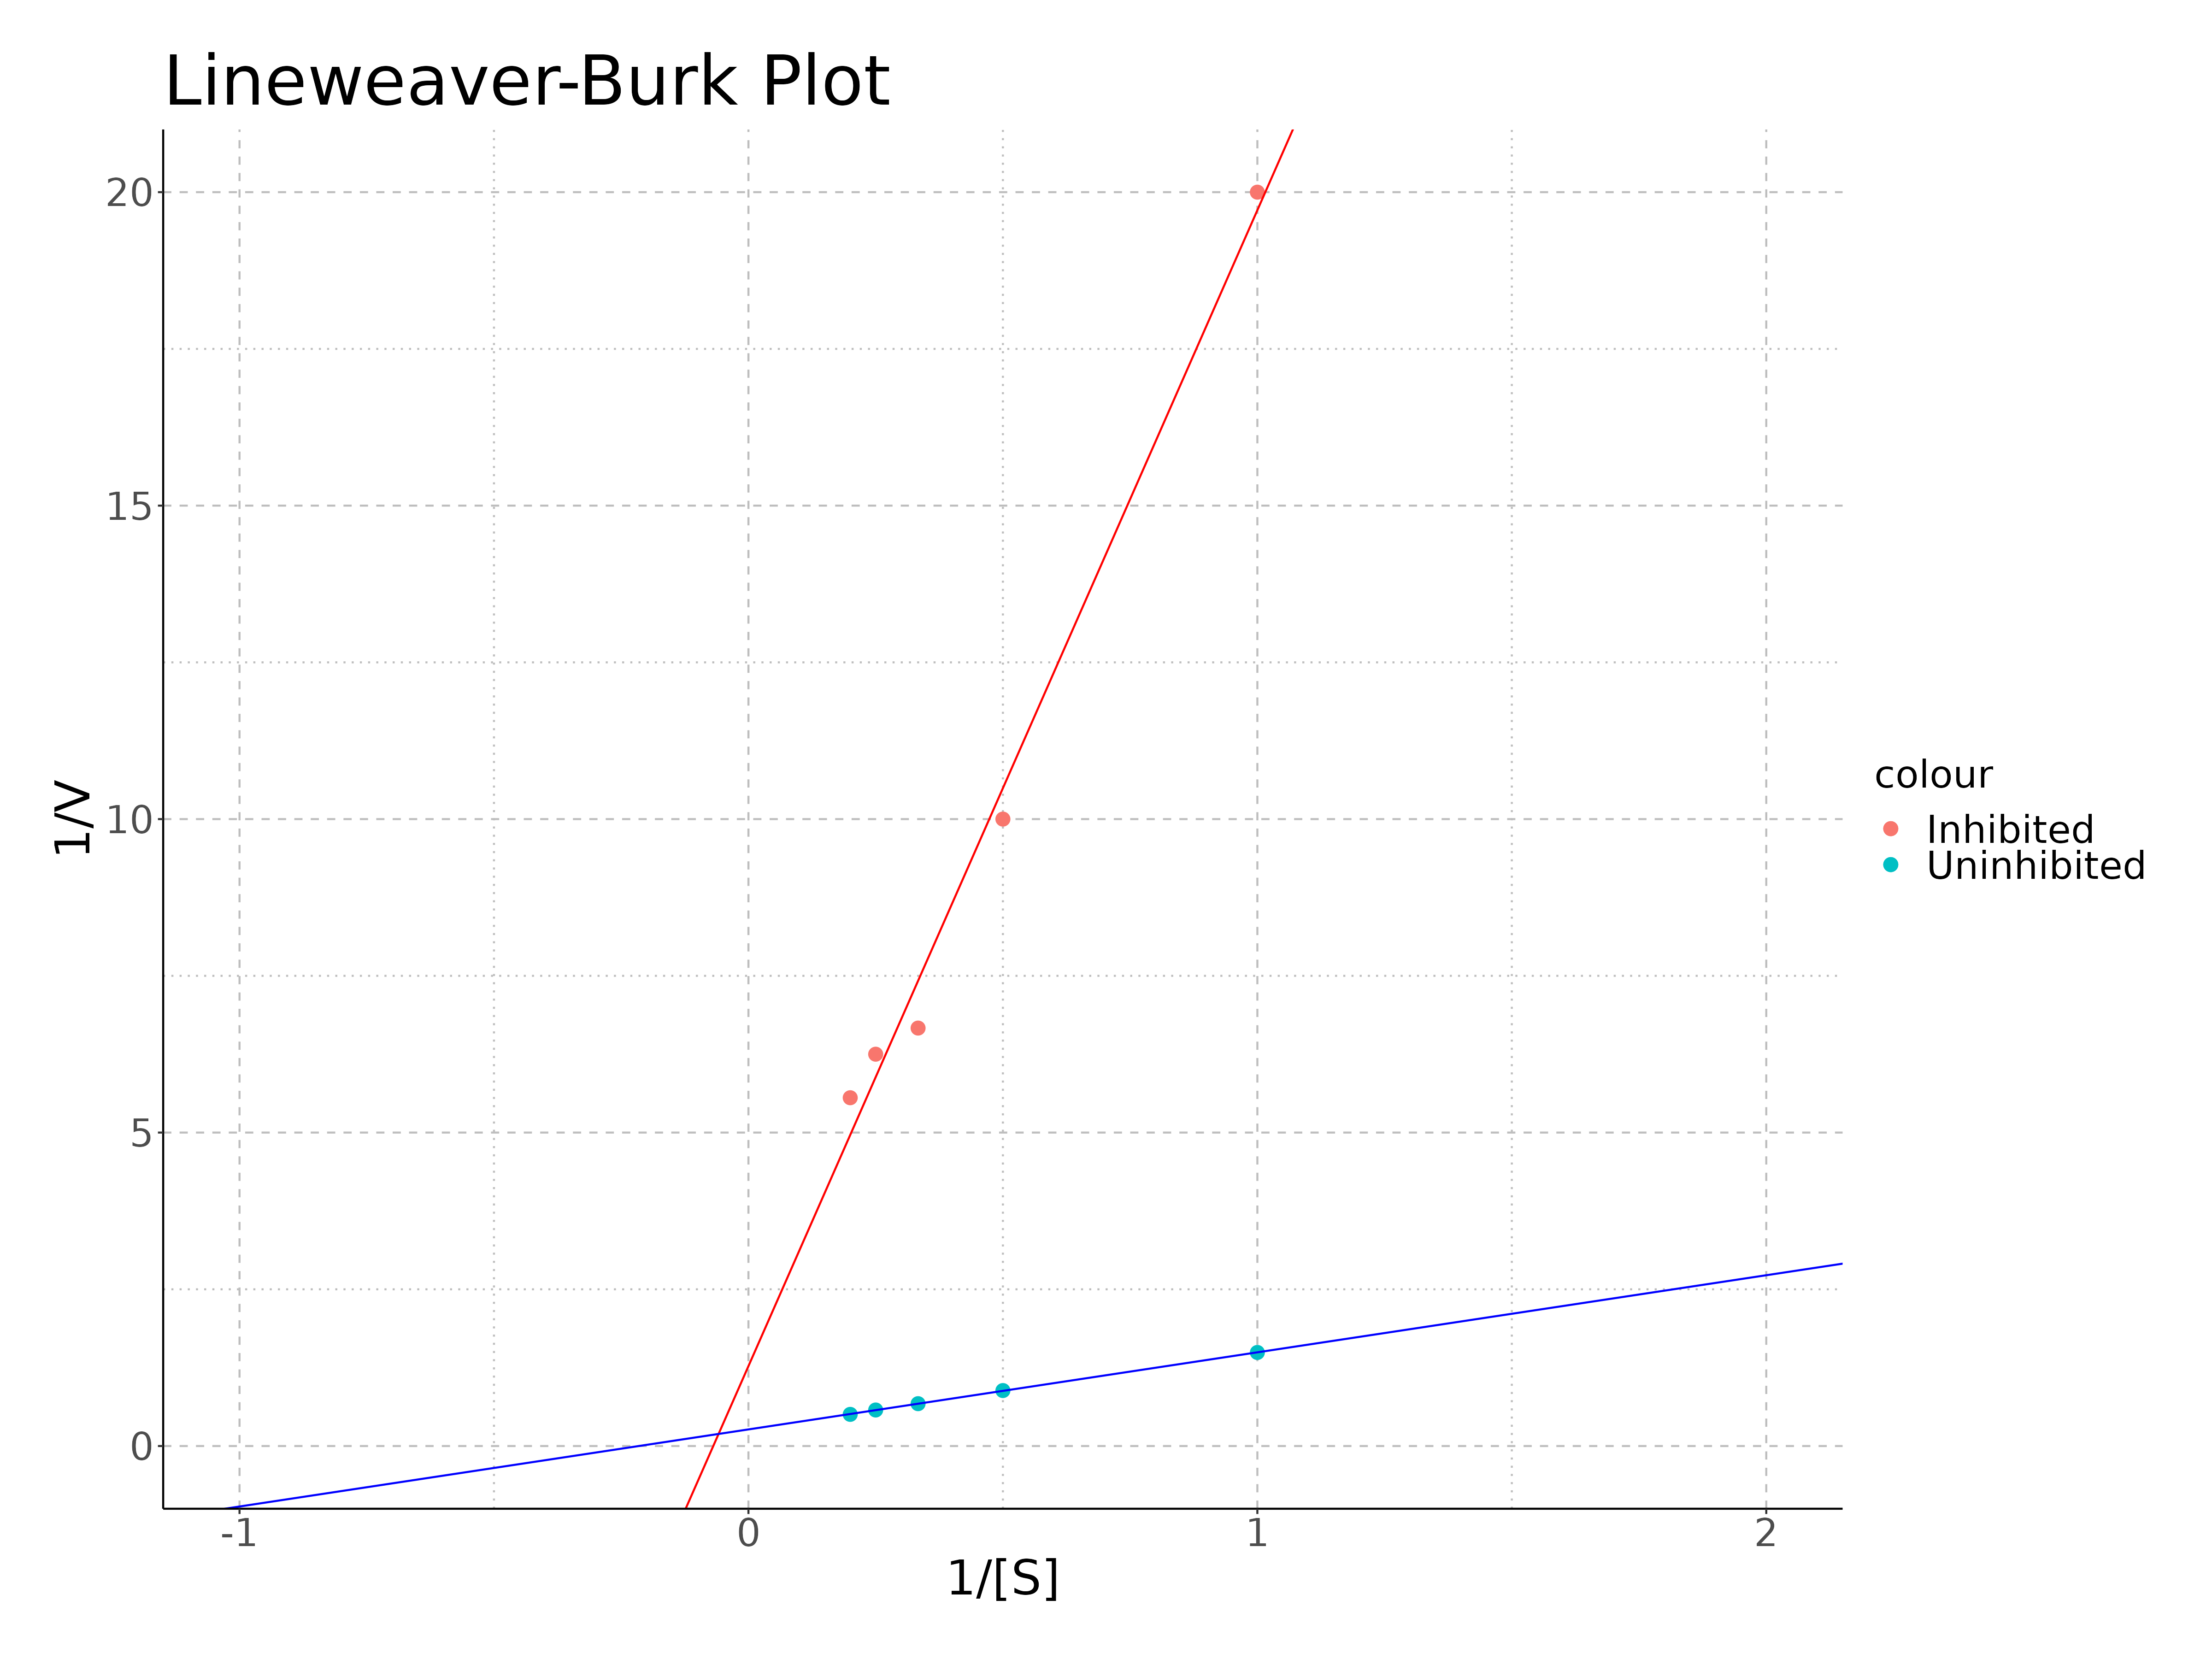 Lineweaver-Burk Plot
20
15
10
5
0
1/V
-1 0 1 2
1/[S]
colour
Inhibited
Uninhibited